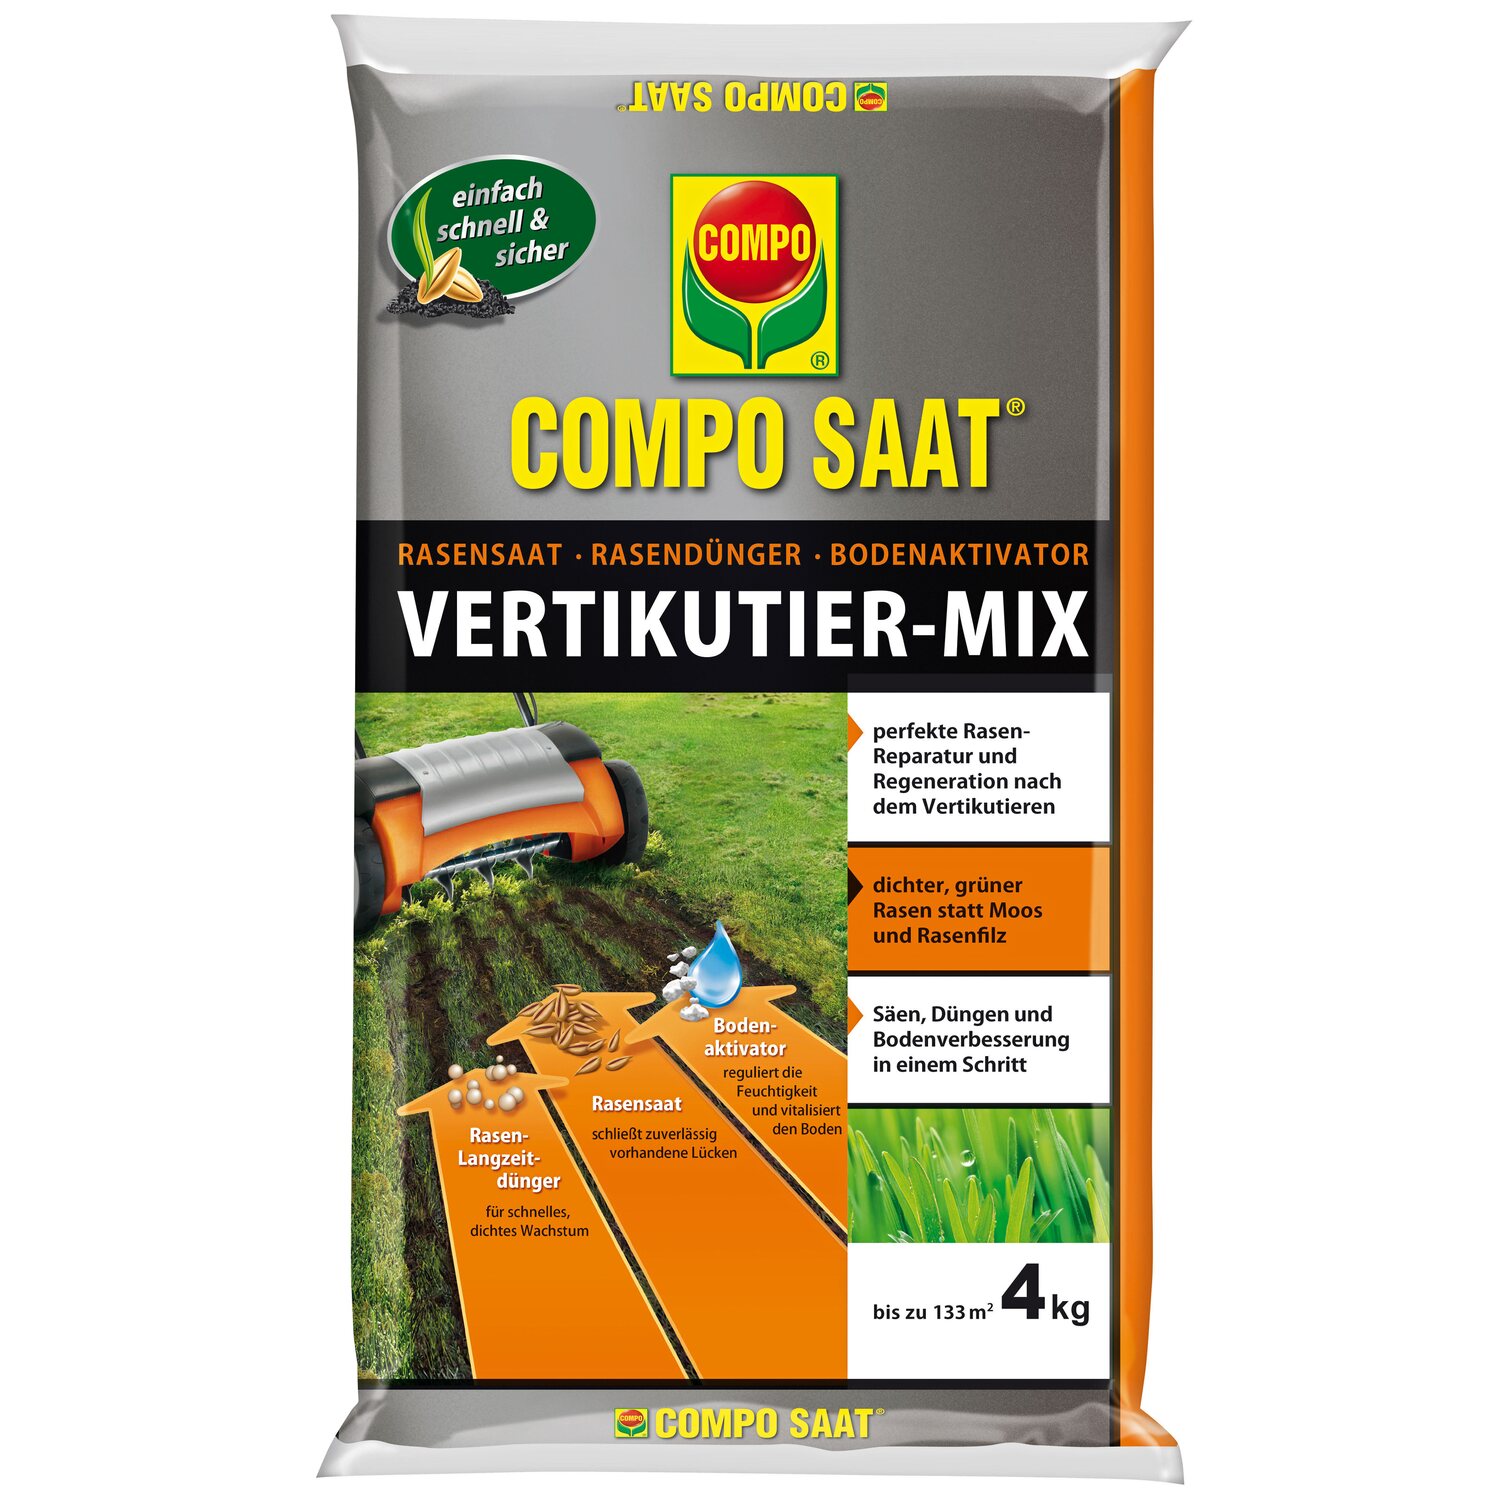 COMPO SAAT®
COMPO
einfach
schnell &
sicher
COMPO
®
COMPO SAAT®
RASENSAAT · RASENDÜNGER · BODENAKTIVATOR
VERTIKUTIER-MIX
perfekte Rasen-
Reparatur und
Regeneration nach
dem Vertikutieren
dichter, grüner
Rasen statt Moos
und Rasenfilz
Säen, Düngen und
Bodenverbesserung
in einem Schritt
Boden-
aktivator
reguliert die
Feuchtigkeit
und vitalisiert
den Boden
Rasensaat
schließt zuverlässig
vorhandene Lücken
Rasen-
Langzeit-
dünger
für schnelles,
dichtes Wachstum
bis zu 133 m² 4 kg
COMPO
COMPO SAAT®